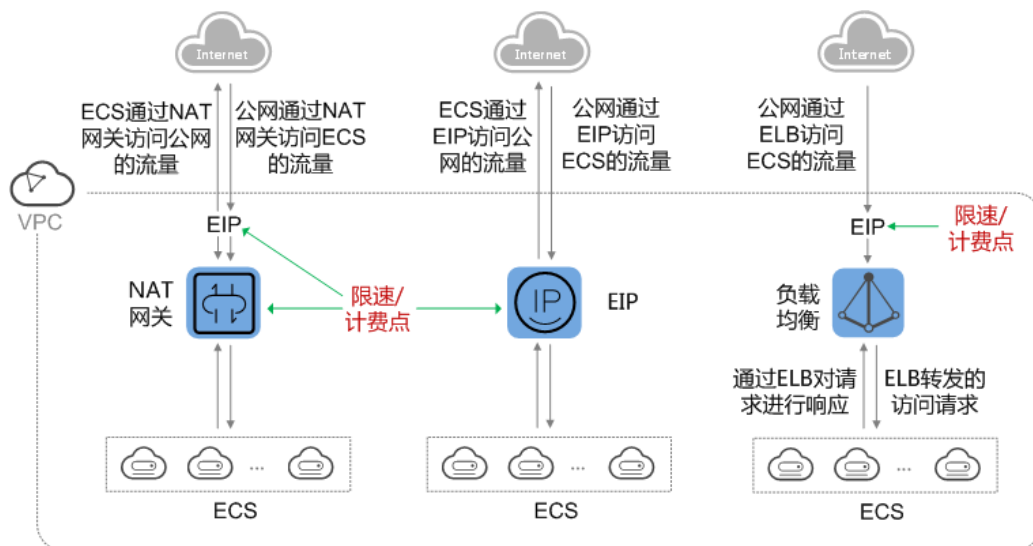 Internet
Internet
Internet
ECS通过NAT
网关访问公网
的流量
公网通过NAT
网关访问ECS
的流量
ECS通过
EIP访问公
网的流量
公网通过
EIP访问
ECS的流量
公网通过
ELB访问
ECS的流量
VPC
EIP
EIP
限速/
计费点
NAT
网关
限速/
计费点
IP
EIP
负载
均衡
通过ELB对请
求进行响应
ELB转发的
访问请求
...
...
...
ECS
ECS
ECS